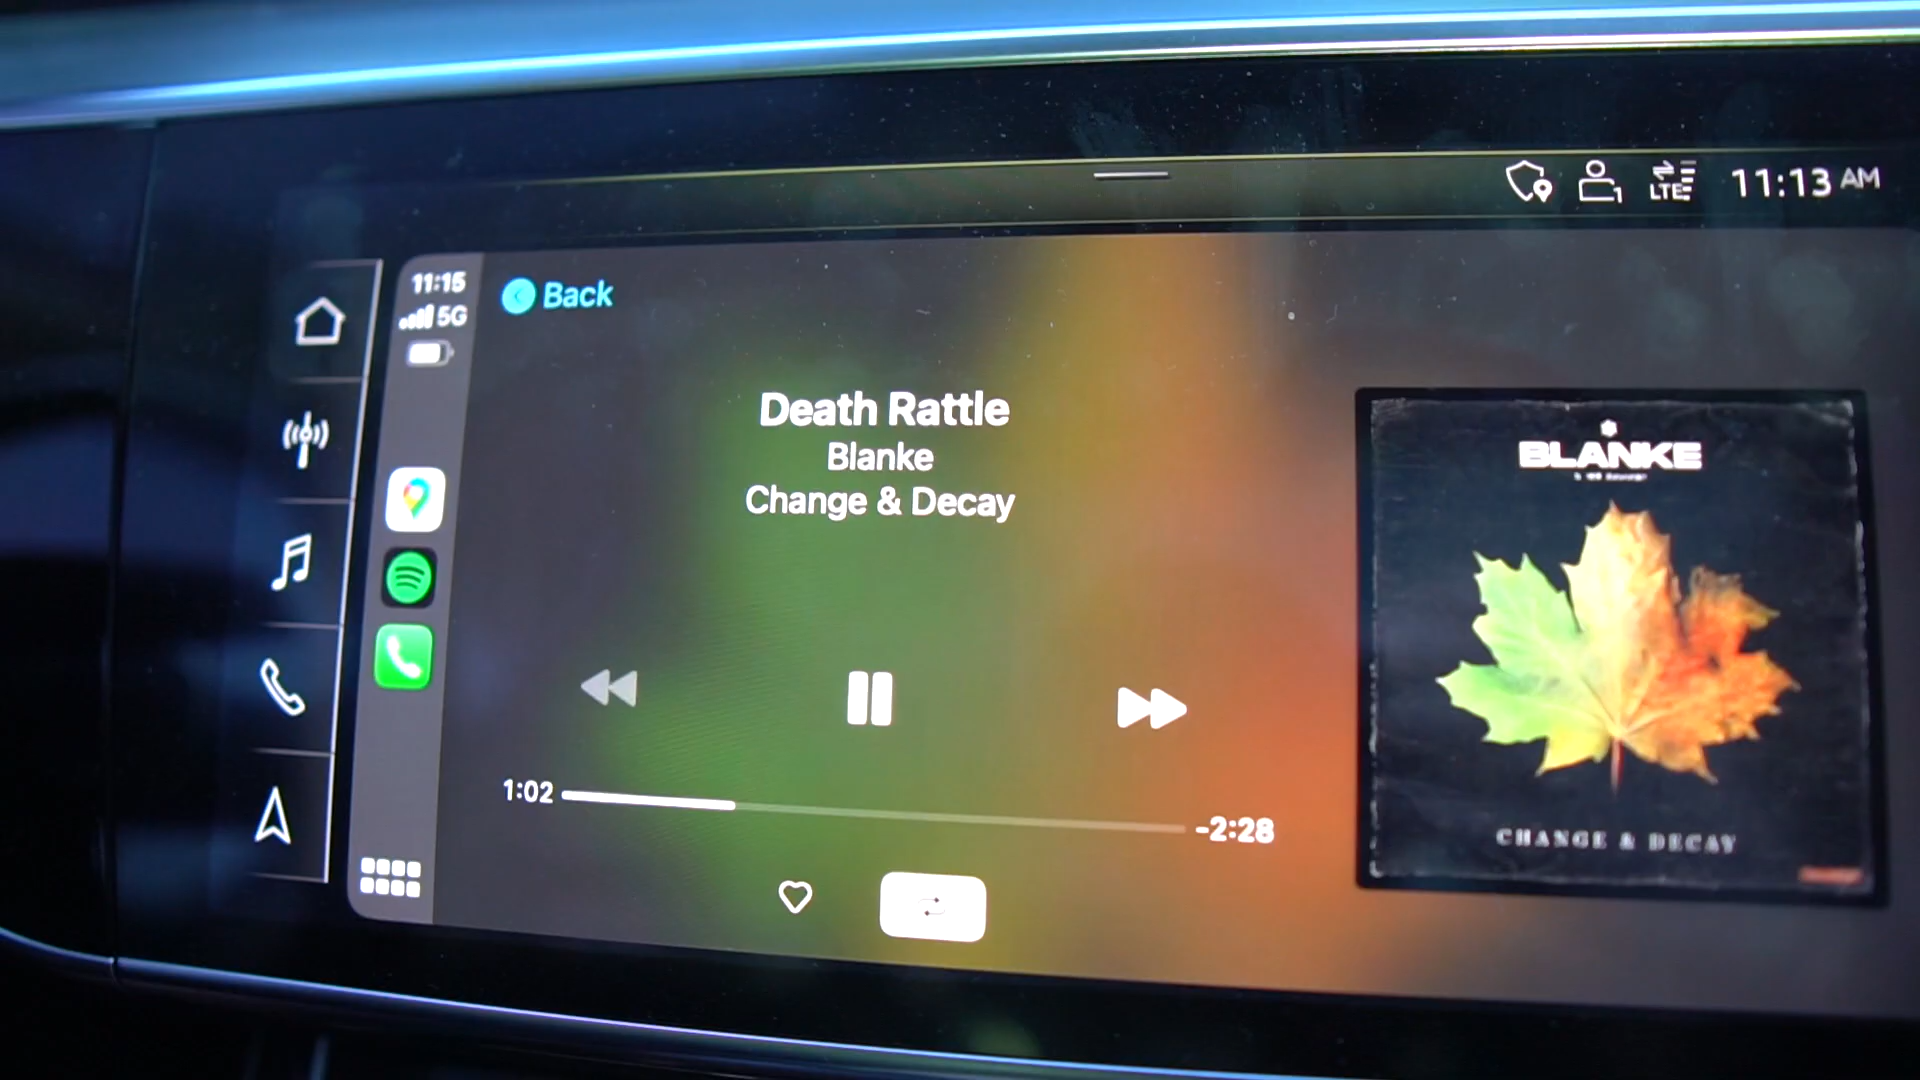 LTE 11:13 AM
11:15
5G
Back
Death Rattle
Blanke
Change & Decay
1:02
-2:28
BLANKE
CHANGE & DECAY